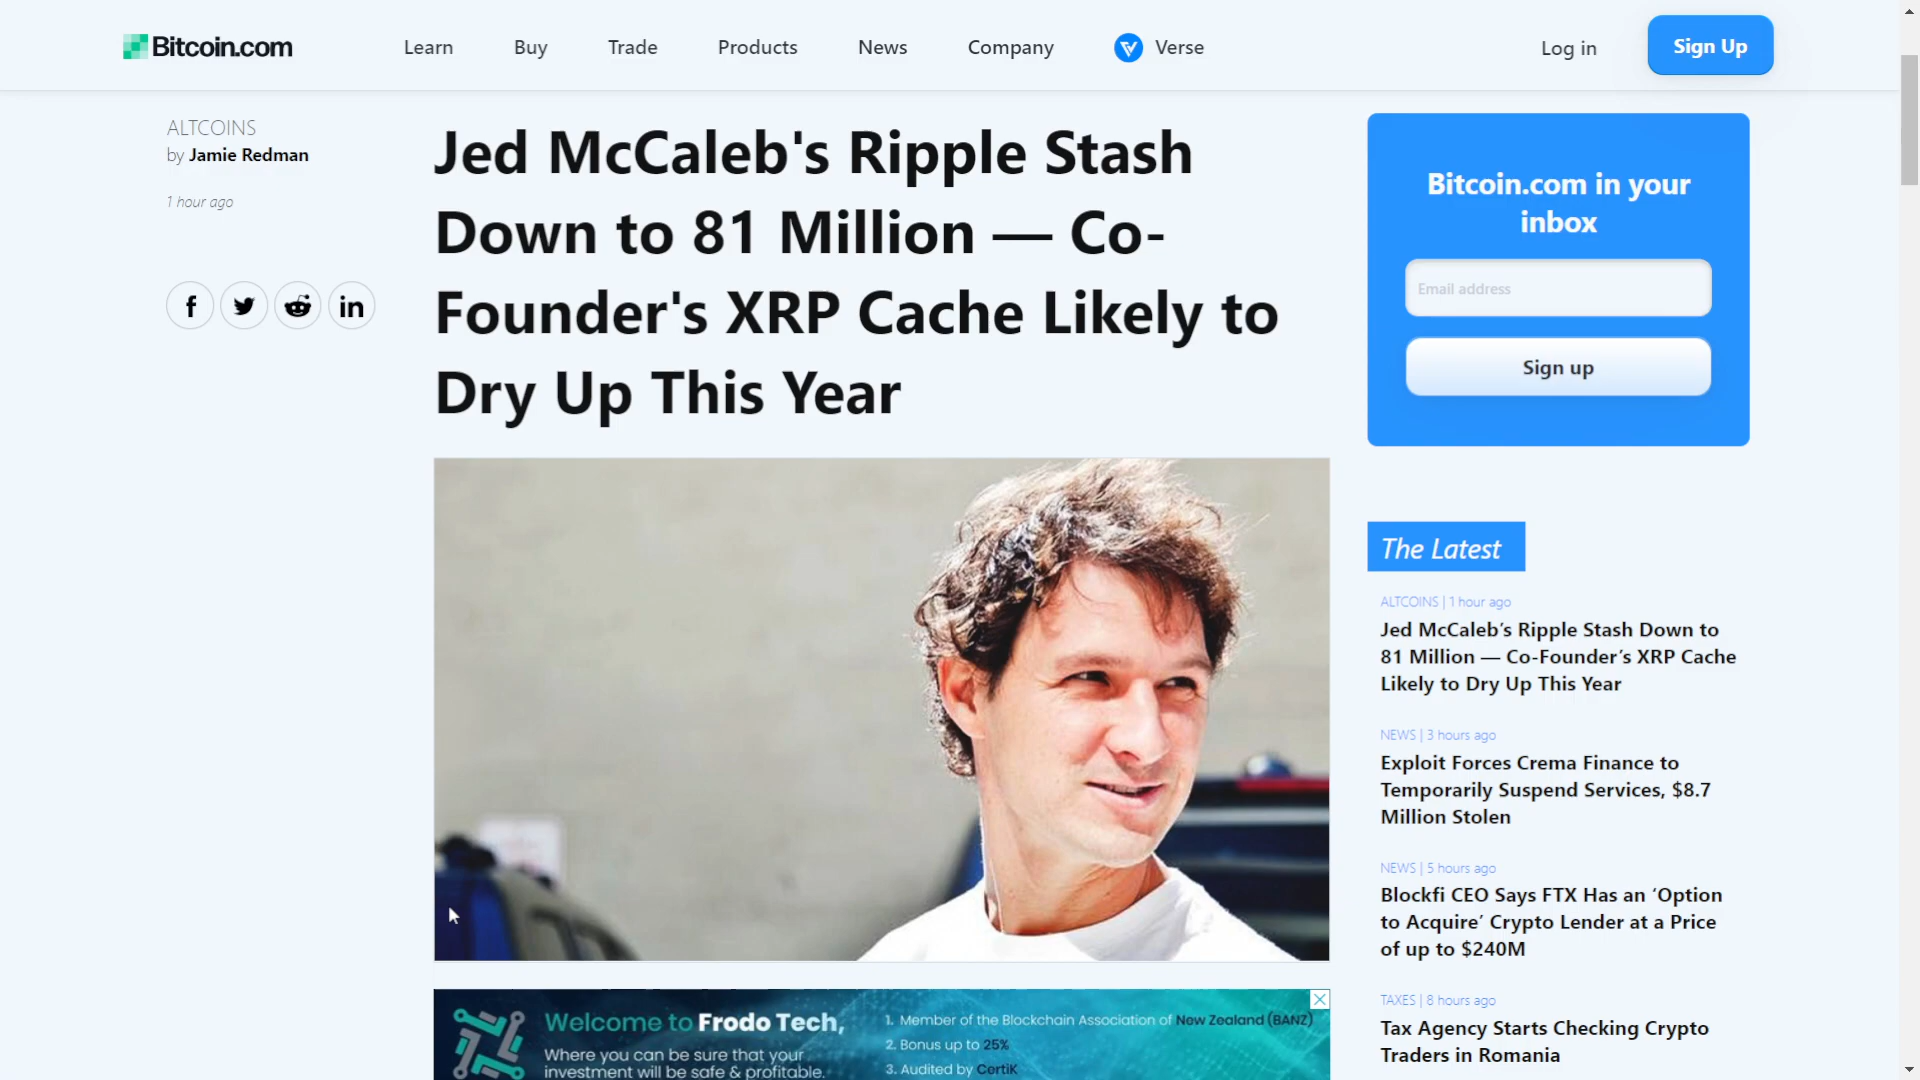 Bitcoin.com
Learn
Buy
Trade
Products
News
Company
Verse
Log in
Sign Up
ALTCOINS
by Jamie Redman
1 hour ago
Jed McCaleb's Ripple Stash
Down to 81 Million — Co-
Founder's XRP Cache Likely to
Dry Up This Year
Bitcoin.com in your
inbox
Email address
Sign up
The Latest
ALTCOINS | 1 hour ago
Jed McCaleb’s Ripple Stash Down to
81 Million — Co-Founder’s XRP Cache
Likely to Dry Up This Year
NEWS | 3 hours ago
Exploit Forces Crema Finance to
Temporarily Suspend Services, $8.7
Million Stolen
NEWS | 5 hours ago
Blockfi CEO Says FTX Has an ‘Option
to Acquire’ Crypto Lender at a Price
of up to $240M
TAXES | 8 hours ago
Tax Agency Starts Checking Crypto
Traders in Romania
Welcome to Frodo Tech,
Where you can be sure that your
investment will be safe & profitable.
1. Member of the Blockchain Association of New Zealand (BANZ)
2. Bonus up to 25%
3. Audited by CertiK